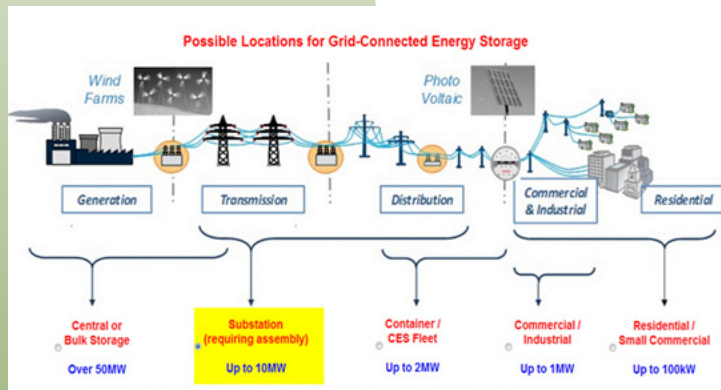 Possible Locations for Grid-Connected Energy Storage
Wind
Farms
Photo
Voltaic
Generation
Transmission
Distribution
Commercial
& Industrial
Residential
Central or
Bulk Storage
Over 50MW
Substation
(requiring assembly)
Up to 10MW
Container /
CES Fleet
Up to 2MW
Commercial /
Industrial
Up to 1MW
Residential /
Small Commercial
Up to 100kW